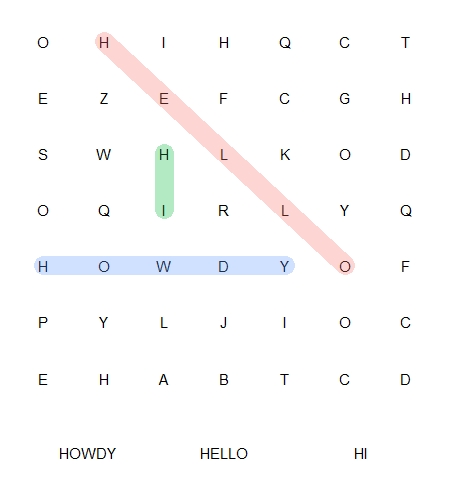 O H I H Q C T
E Z E F C G H
S W H L K O D
O Q I R L Y Q
H O W D Y O F
P Y L J I O C
E H A B T C D
HOWDY HELLO HI